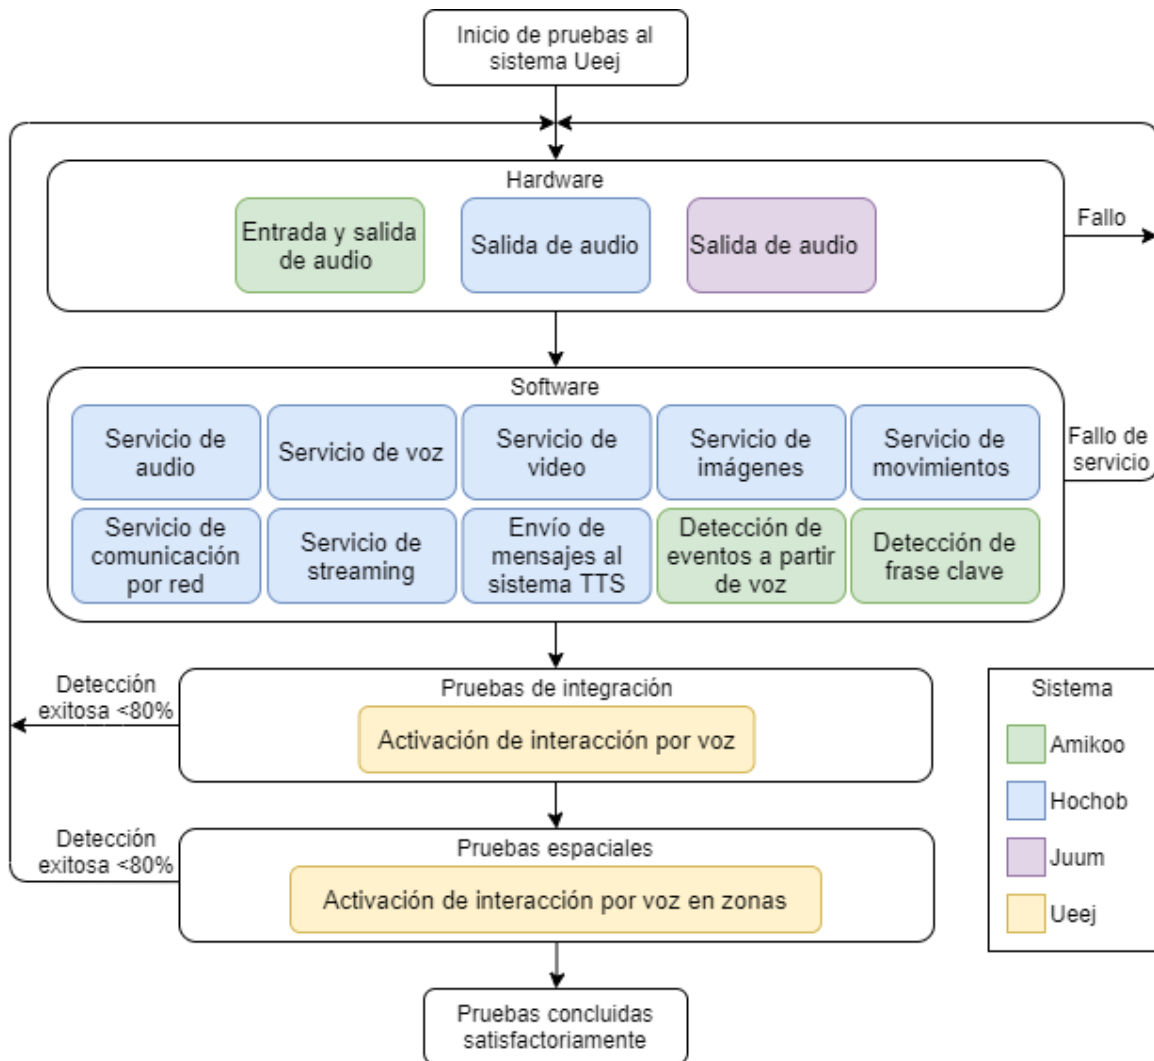 Inicio de pruebas al
sistema Ueej
Hardware
Entrada y salida
de audio
Salida de audio
Salida de audio
Fallo
Software
Servicio de
audio
Servicio de voz
Servicio de
video
Servicio de
imágenes
Servicio de
movimientos
Fallo de
servicio
Servicio de
comunicación
por red
Servicio de
streaming
Envío de
mensajes al
sistema TTS
Detección de
eventos a partir
de voz
Detección de
frase clave
Detección
exitosa <80%
Pruebas de integración
Activación de interacción por voz
Detección
exitosa <80%
Pruebas espaciales
Activación de interacción por voz en zonas
Pruebas concluidas
satisfactoriamente
Sistema
Amikoo
Hochob
Juum
Ueej